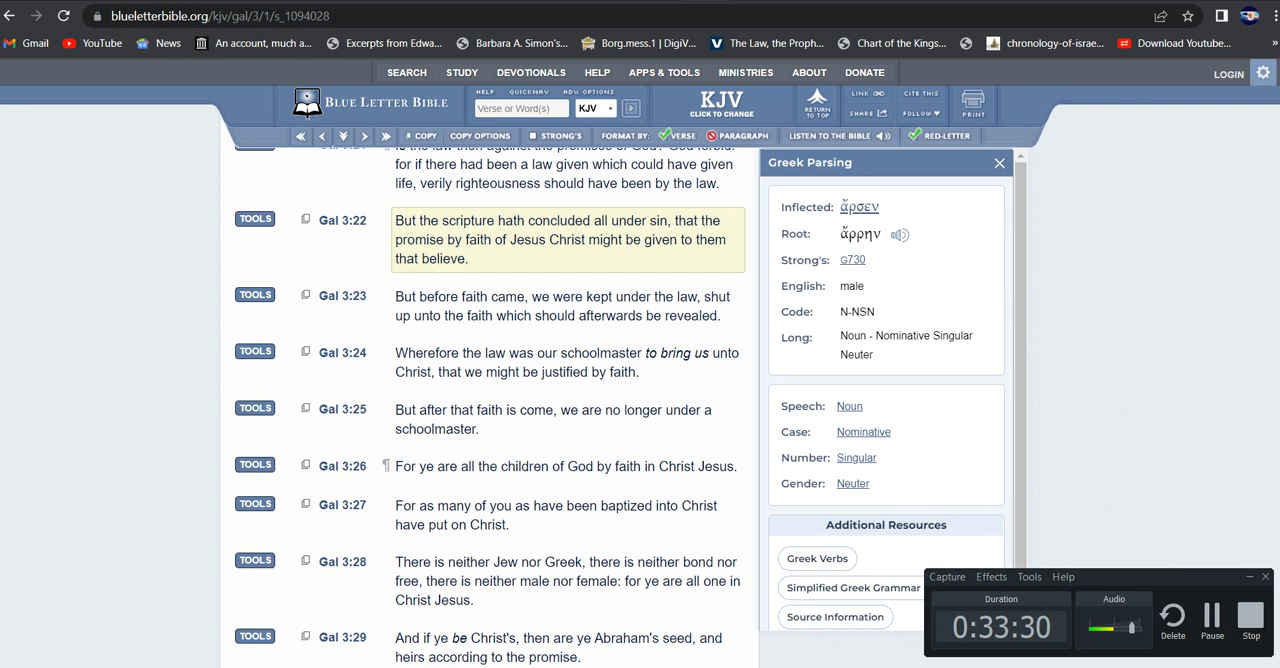 blueletterbible.org/kjv/gal/3/1/s_1094028
Gmail YouTube News An account, much a... Excerpts from Edwa... Barbara A. Simon's... Borg.mess.1 | DigiV... The Law, the Proph... Chart of the Kings... chronology-of-israe... Download Youtube... »
SEARCH STUDY DEVOTIONALS HELP APPS & TOOLS MINISTRIES ABOUT DONATE LOGIN
BLUE LETTER BIBLE
HELP QUICKNAV ADV. OPTIONS
Verse or Word(s) KJV
KJV
CLICK TO CHANGE
RETURN TO TOP
LINK CITE THIS
SHARE FOLLOW
PRINT
COPY COPY OPTIONS STRONG'S FORMAT BY: VERSE PARAGRAPH LISTEN TO THE BIBLE RED-LETTER
for if there had been a law given which could have given
life, verily righteousness should have been by the law.
TOOLS Gal 3:22 But the scripture hath concluded all under sin, that the
promise by faith of Jesus Christ might be given to them
that believe.
TOOLS Gal 3:23 But before faith came, we were kept under the law, shut
up unto the faith which should afterwards be revealed.
TOOLS Gal 3:24 Wherefore the law was our schoolmaster to bring us unto
Christ, that we might be justified by faith.
TOOLS Gal 3:25 But after that faith is come, we are no longer under a
schoolmaster.
TOOLS Gal 3:26 ¶ For ye are all the children of God by faith in Christ Jesus.
TOOLS Gal 3:27 For as many of you as have been baptized into Christ
have put on Christ.
TOOLS Gal 3:28 There is neither Jew nor Greek, there is neither bond nor
free, there is neither male nor female: for ye are all one in
Christ Jesus.
TOOLS Gal 3:29 And if ye be Christ's, then are ye Abraham's seed, and
heirs according to the promise.
Greek Parsing
Inflected: ἄρσεν
Root: ἄρρην
Strong's: G730
English: male
Code: N-NSN
Long: Noun - Nominative Singular
Neuter
Speech: Noun
Case: Nominative
Number: Singular
Gender: Neuter
Additional Resources
Greek Verbs
Simplified Greek Grammar
Source Information
Capture Effects Tools Help
Duration Audio
0:33:30
Delete Pause Stop